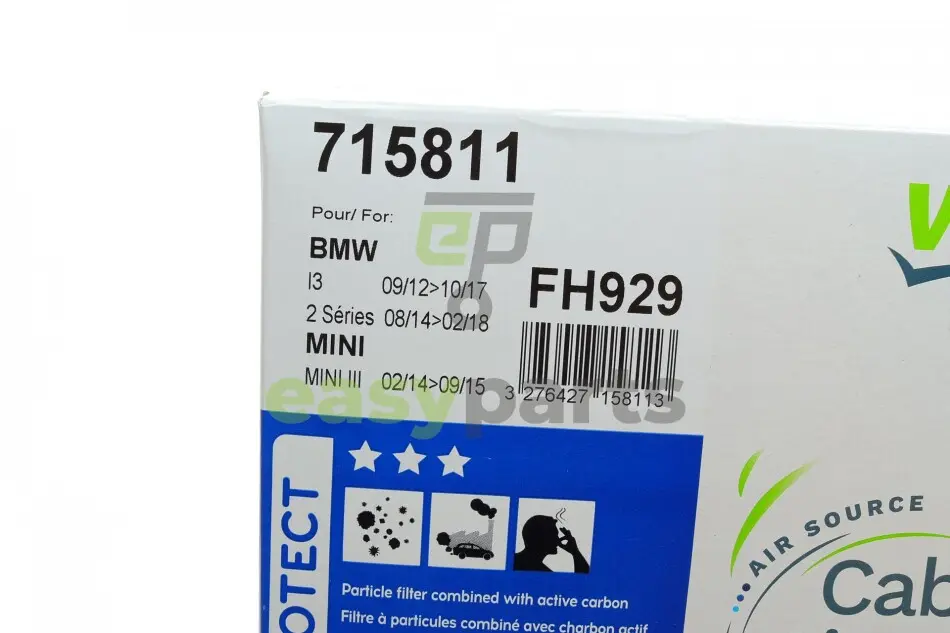 715811
Pour/ For:
BMW
I3 09/12>10/17
2 Séries 08/14>02/18
MINI
MINI III 02/14>09/15
FH929
3 276427 158113
epo
easyparts
OTECT
Particle filter combined with active carbon
Filtre à particules combiné avec charbon actif
AIR SOURCE
Cab